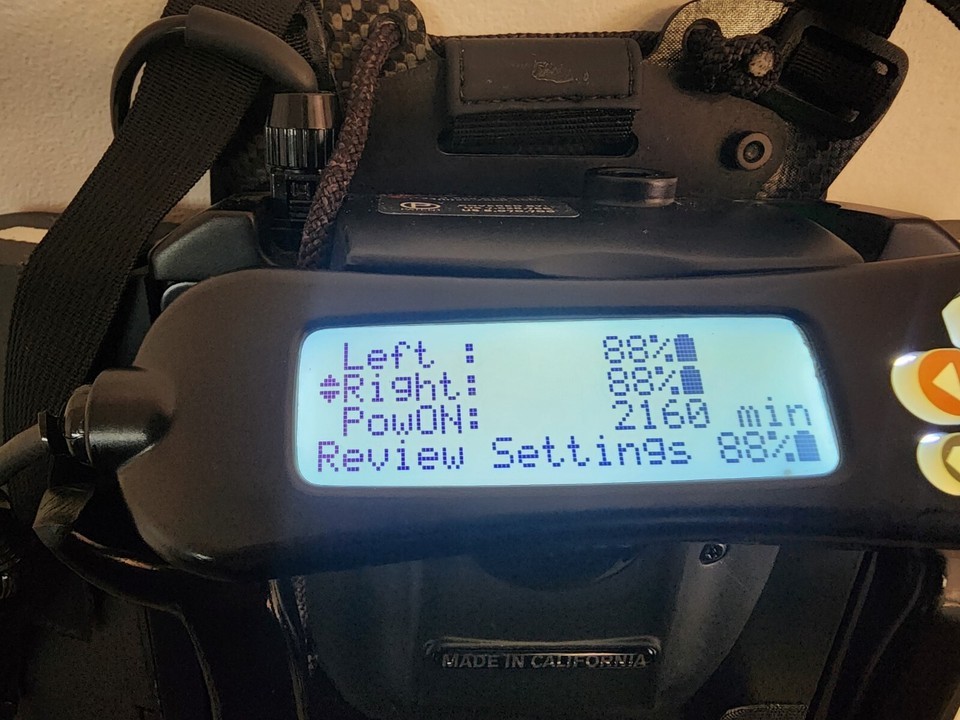 Left : 88%
Right: 88%
PowON: 2160 min
Review Settings 88%
MADE IN CALIFORNIA